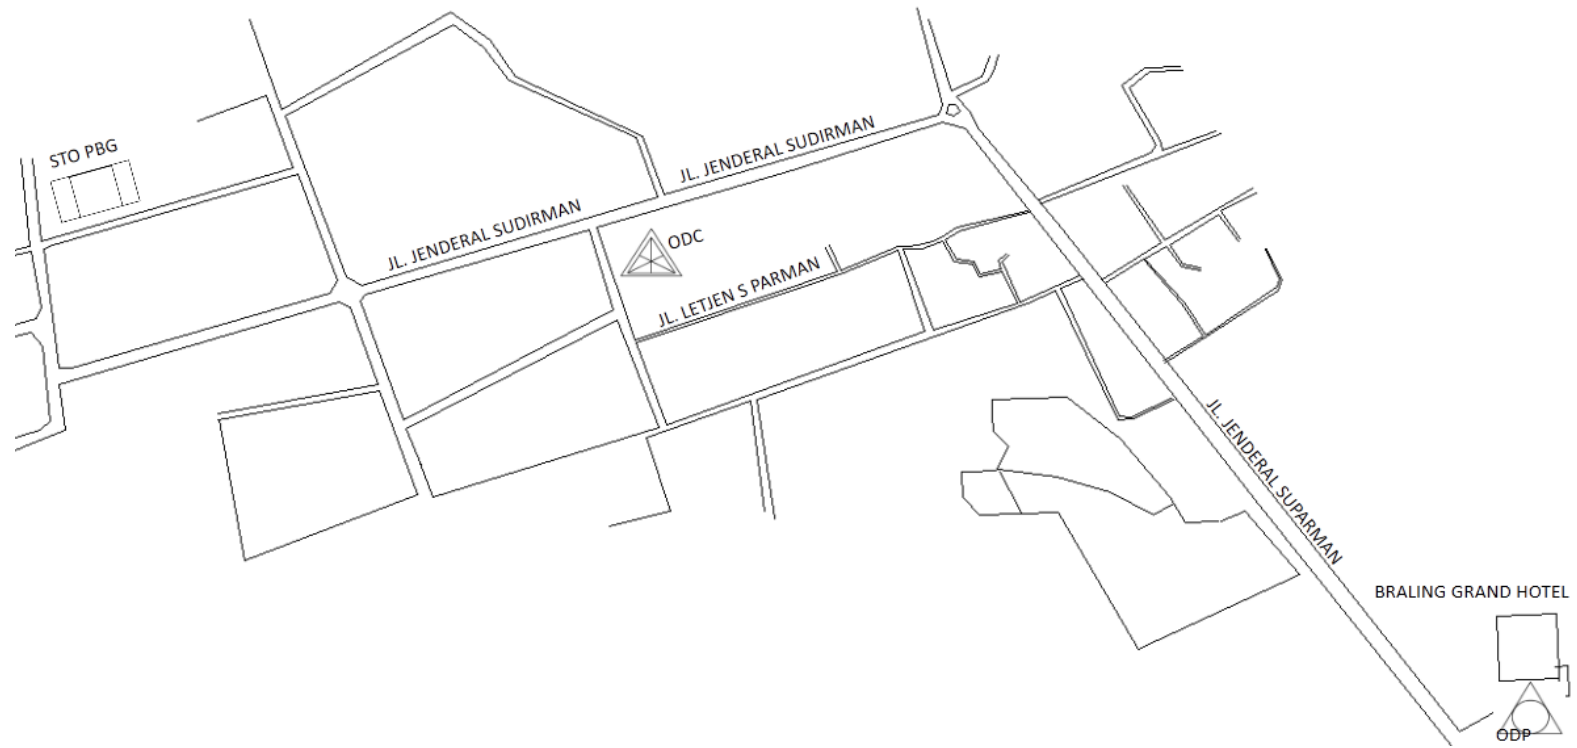 STO PBG
JL. JENDERAL SUDIRMAN
JL. JENDERAL SUDIRMAN
ODC
JL. LETJEN S PARMAN
JL. JENDERAL SUPARMAN
BRALING GRAND HOTEL
ODP